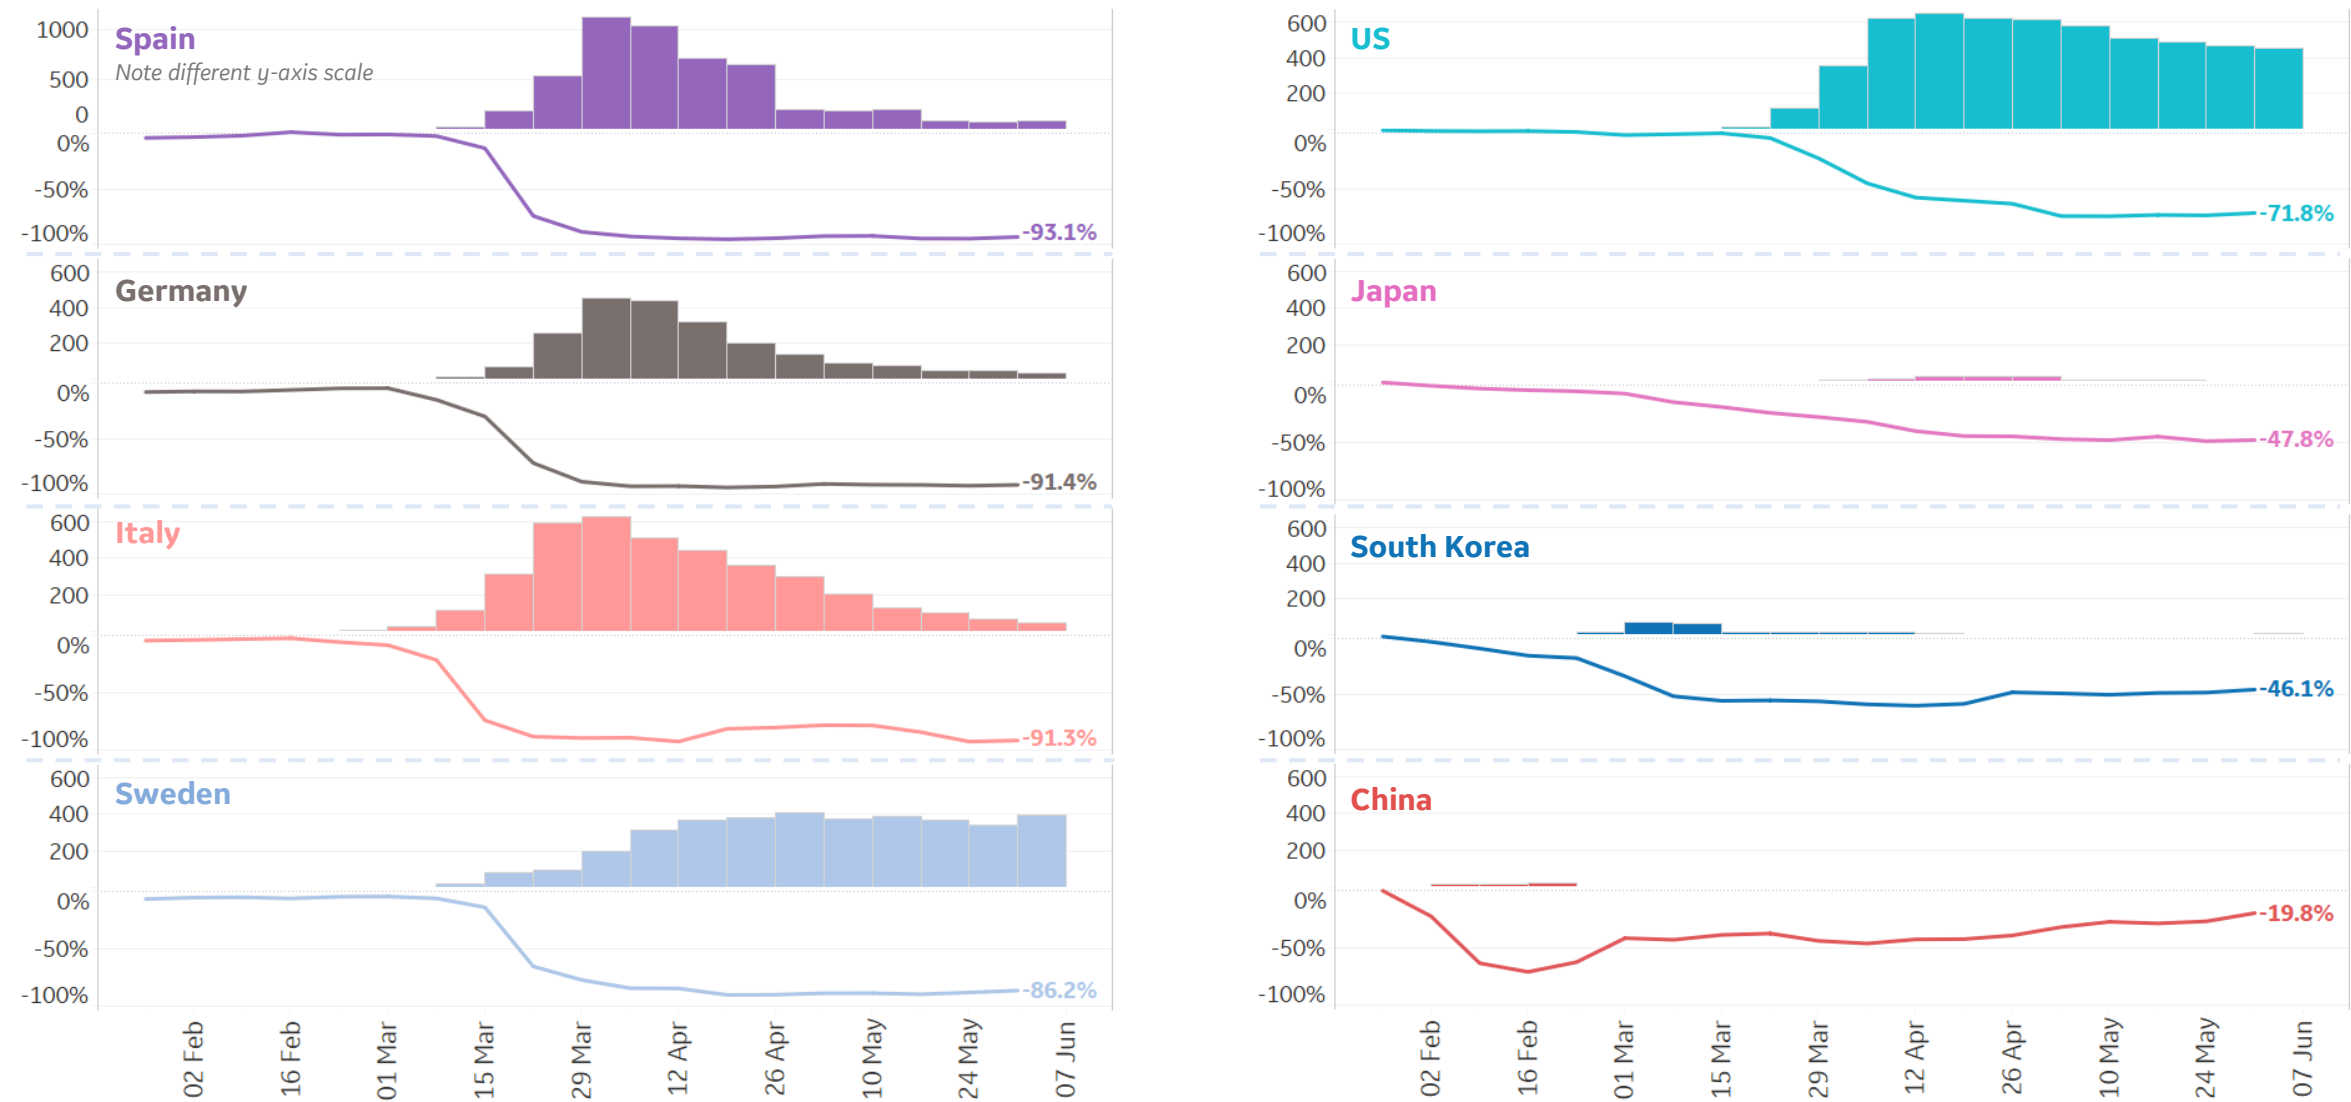 Spain
Note different y-axis scale
1000
500
0
0%
-50%
-100%
-93.1%
Germany
600
400
200
0%
-50%
-100%
-91.4%
Italy
600
400
200
0%
-50%
-100%
-91.3%
Sweden
600
400
200
0%
-50%
-100%
-86.2%
02 Feb
16 Feb
01 Mar
15 Mar
29 Mar
12 Apr
26 Apr
10 May
24 May
07 Jun
US
600
400
200
0%
-50%
-100%
-71.8%
Japan
600
400
200
0%
-50%
-100%
-47.8%
South Korea
600
400
200
0%
-50%
-100%
-46.1%
China
600
400
200
0%
-50%
-100%
-19.8%
02 Feb
16 Feb
01 Mar
15 Mar
29 Mar
12 Apr
26 Apr
10 May
24 May
07 Jun